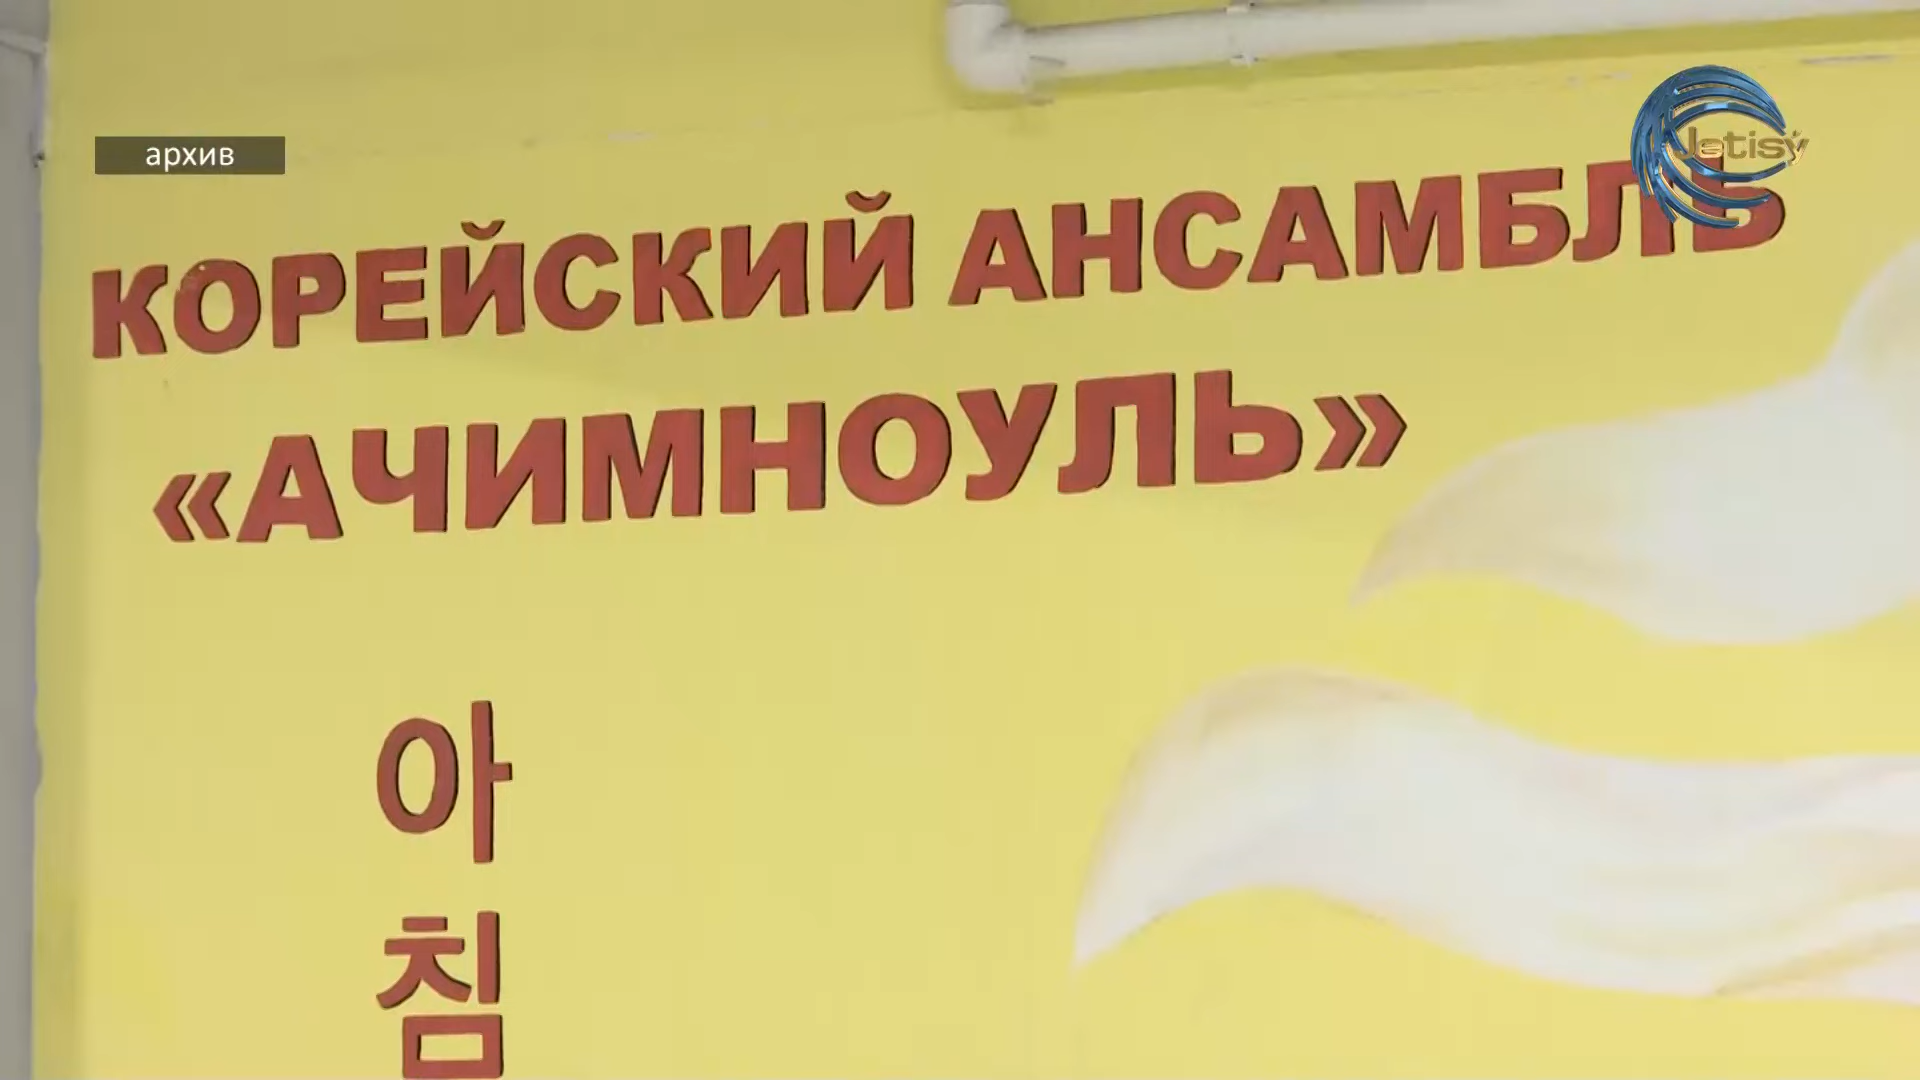 архив
Jetisý
КОРЕЙСКИЙ АНСАМБЛЬ
«АЧИМНОУЛЬ»
아
침